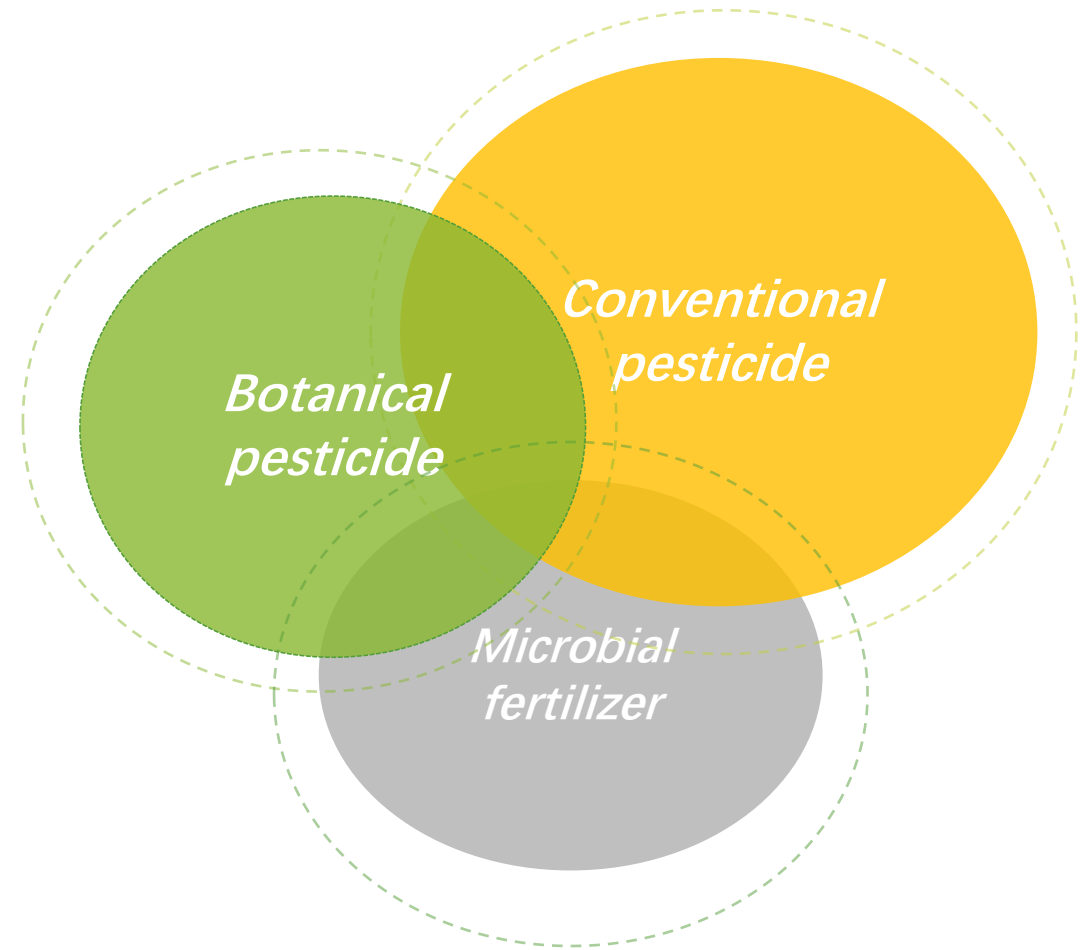 Conventional
pesticide
Botanical
pesticide
Microbial
fertilizer